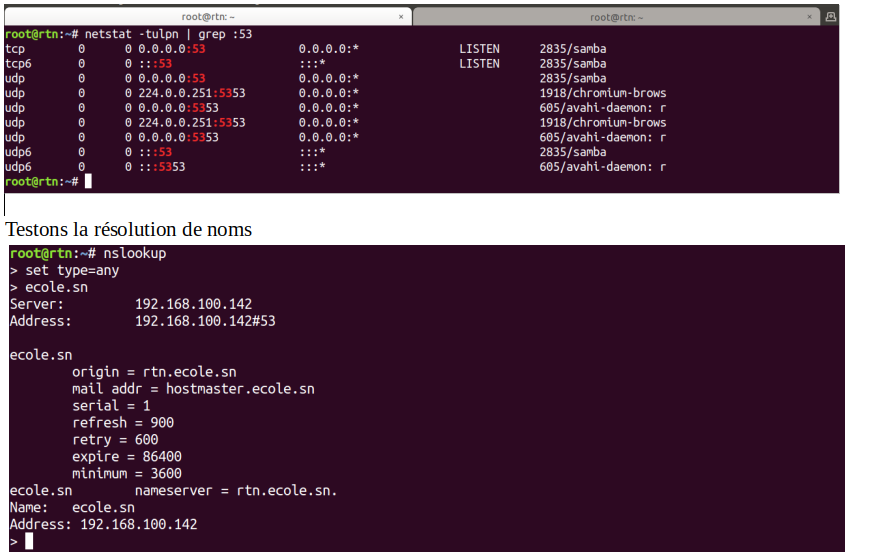 root@rtn: ~ × root@rtn: ~ ×
root@rtn:~# netstat -tulpn | grep :53
tcp 0 0 0.0.0.0:53 0.0.0.0:* LISTEN 2835/samba
tcp6 0 0 :::53 :::* LISTEN 2835/samba
udp 0 0 0.0.0.0:53 0.0.0.0:* 2835/samba
udp 0 0 224.0.0.251:5353 0.0.0.0:* 1918/chromium-brows
udp 0 0 0.0.0.0:5353 0.0.0.0:* 605/avahi-daemon: r
udp 0 0 224.0.0.251:5353 0.0.0.0:* 1918/chromium-brows
udp 0 0 0.0.0.0:5353 0.0.0.0:* 605/avahi-daemon: r
udp6 0 0 :::53 :::* 2835/samba
udp6 0 0 :::5353 :::* 605/avahi-daemon: r
root@rtn:~#
Testons la résolution de noms
root@rtn:~# nslookup
> set type=any
> ecole.sn
Server: 192.168.100.142
Address: 192.168.100.142#53
ecole.sn
origin = rtn.ecole.sn
mail addr = hostmaster.ecole.sn
serial = 1
refresh = 900
retry = 600
expire = 86400
minimum = 3600
ecole.sn nameserver = rtn.ecole.sn.
Name: ecole.sn
Address: 192.168.100.142
>